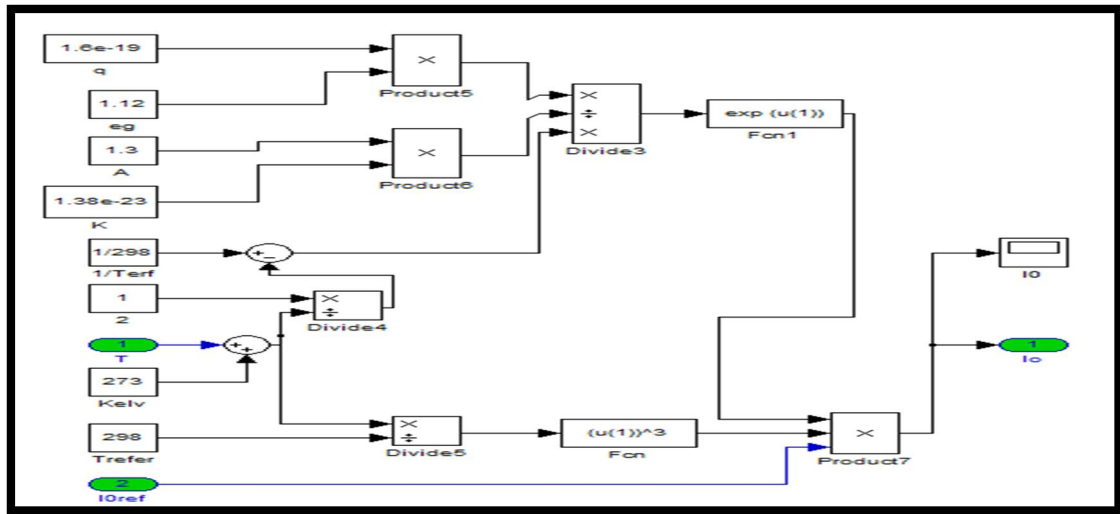 1.6e-19
q
1.12
eg
1.3
A
1.38e-23
K
1/298
1/Terf
1
2
1
T
273
Kelv
298
Trefer
2
I0ref
×
Product5
×
Product6
×
÷
×
Divide3
exp (u(1))
Fcn1
+
−
×
÷
Divide4
+
+
×
÷
Divide5
(u(1))^3
Fcn
×
Product7
I0
1
Io